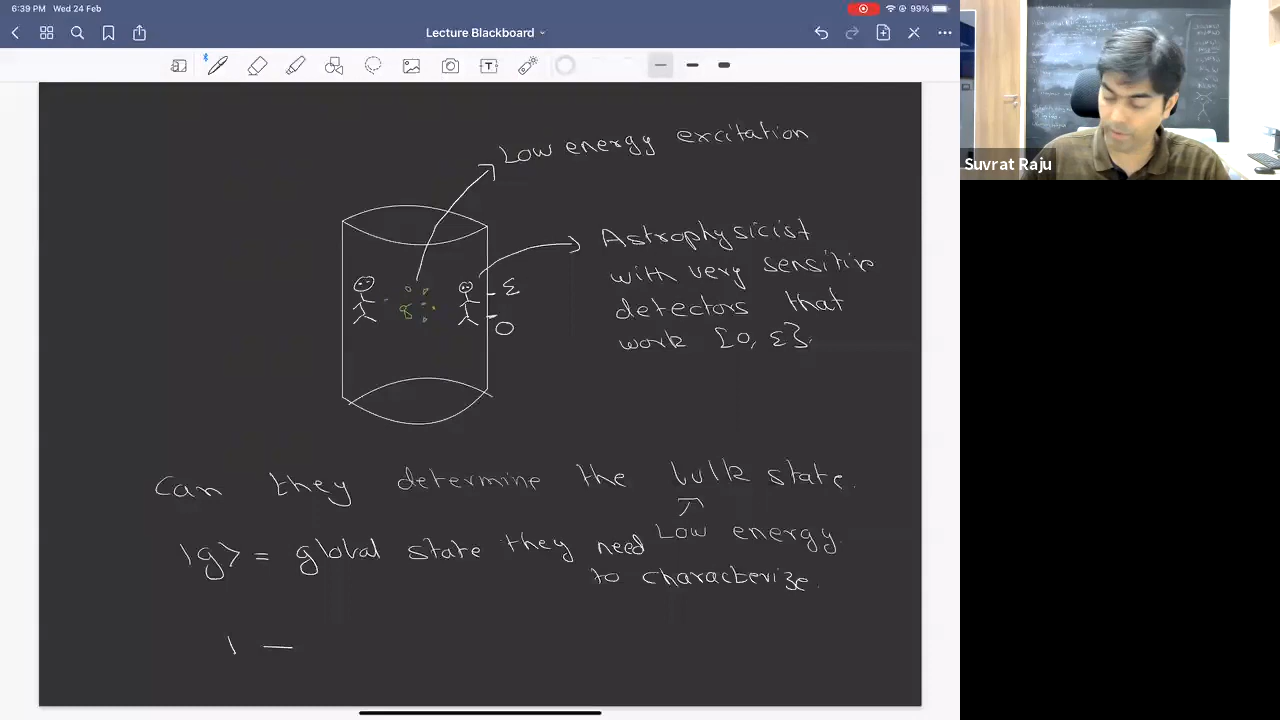 6:39 PM Wed 24 Feb
99%
Lecture Blackboard
Suvrat Raju
Low energy excitation
Astrophysicist
with very sensitive
detectors that
work [0, ε].
ε
0
Can they determine the bulk state.
Low energy.
|g⟩ = global state they need
to characterize.